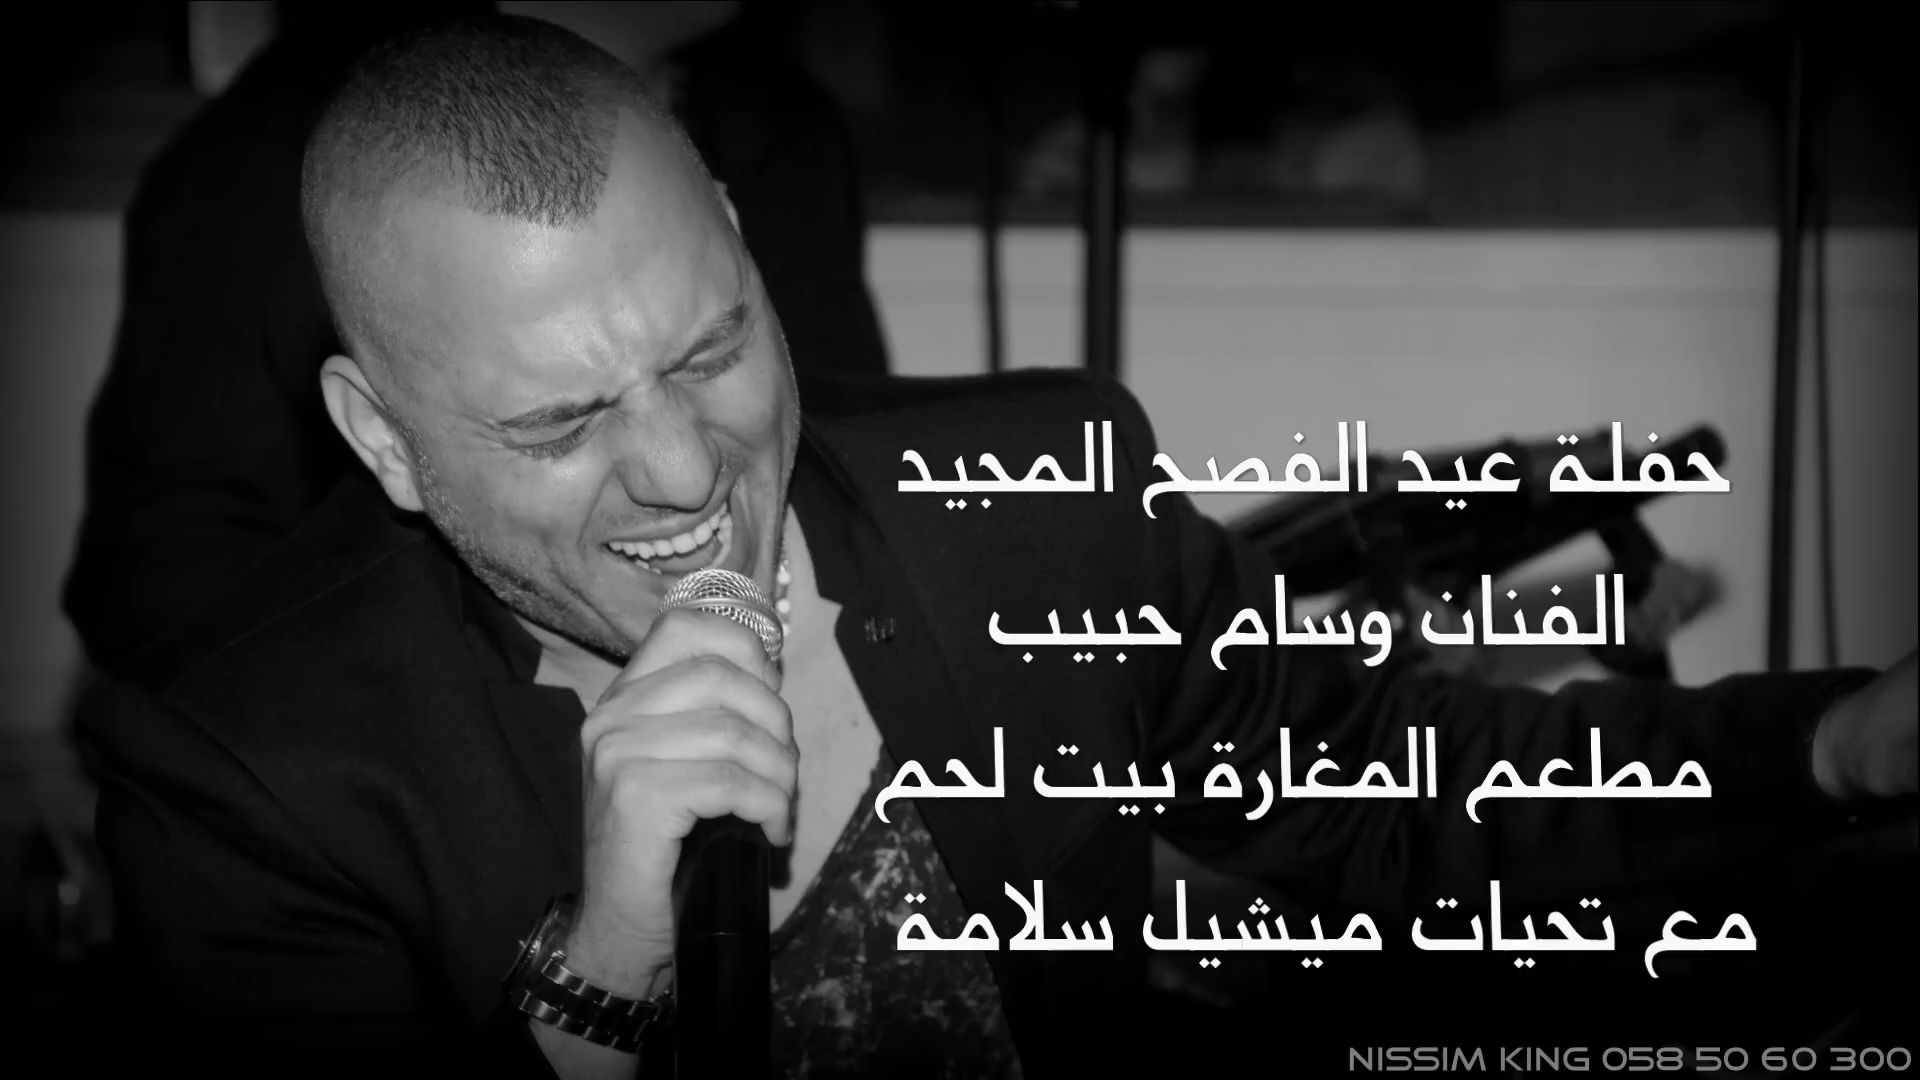 حفلة عيد الفصح المجيد
الفنان وسام حبيب
مطعم المغارة بيت لحم
مع تحيات ميشيل سلامة
NISSIM KING 058 50 60 300